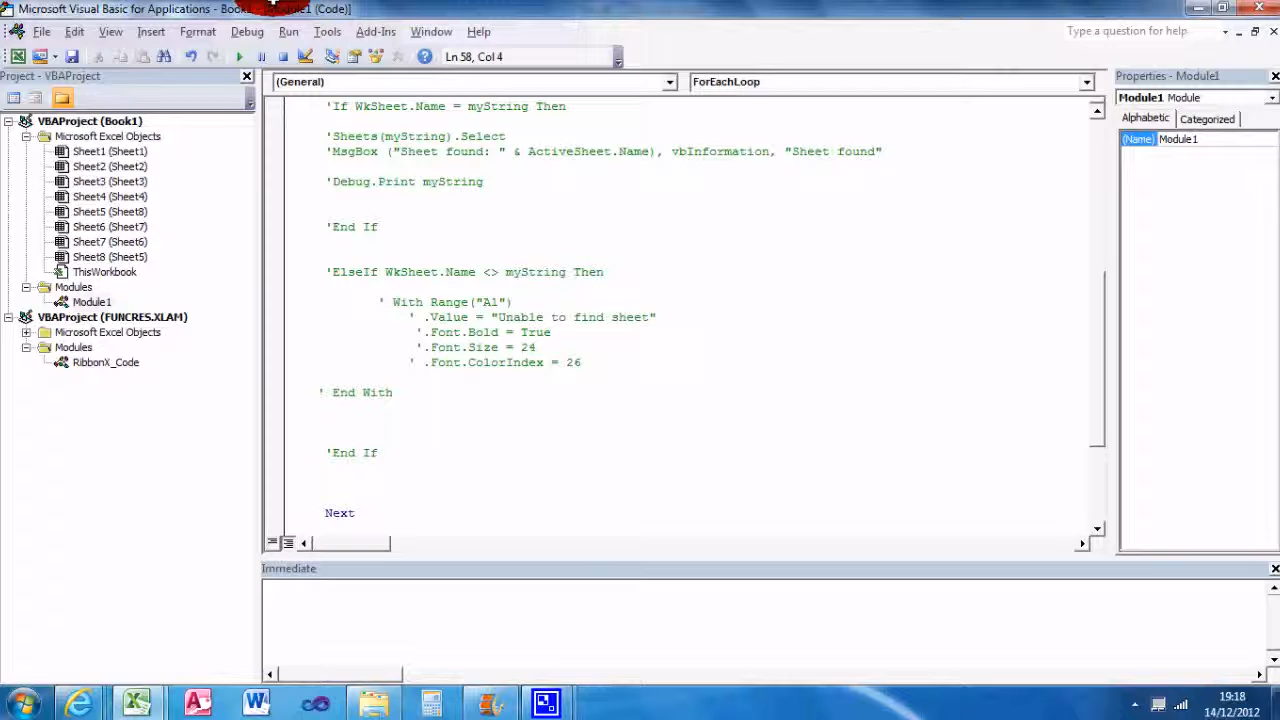 Microsoft Visual Basic for Applications - Book1 - [Module1 (Code)]
File Edit View Insert Format Debug Run Tools Add-Ins Window Help
Type a question for help
Ln 58, Col 4
Project - VBAProject
VBAProject (Book1)
Microsoft Excel Objects
Sheet1 (Sheet1)
Sheet2 (Sheet2)
Sheet3 (Sheet3)
Sheet4 (Sheet4)
Sheet5 (Sheet8)
Sheet6 (Sheet7)
Sheet7 (Sheet6)
Sheet8 (Sheet5)
ThisWorkbook
Modules
Module1
VBAProject (FUNCRES.XLAM)
Microsoft Excel Objects
Modules
RibbonX_Code
(General)
ForEachLoop
'If WkSheet.Name = myString Then
'Sheets(myString).Select
'MsgBox ("Sheet found: " & ActiveSheet.Name), vbInformation, "Sheet found"
'Debug.Print myString
'End If
'ElseIf WkSheet.Name <> myString Then
' With Range("A1")
' .Value = "Unable to find sheet"
'.Font.Bold = True
'.Font.Size = 24
' .Font.ColorIndex = 26
' End With
'End If
Next
Properties - Module1
Module1 Module
Alphabetic Categorized
(Name) Module1
Immediate
19:18
14/12/2012